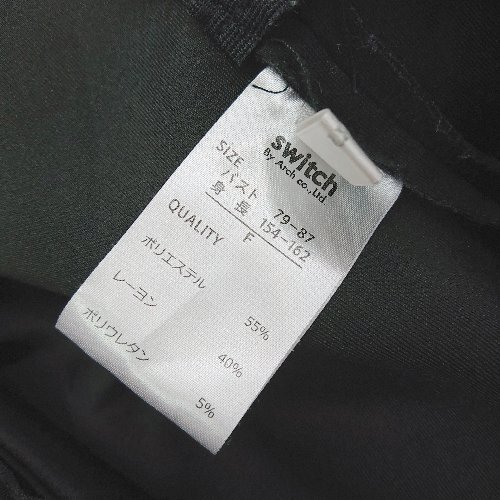 switch
By Arch co.,Ltd
SIZE F
バスト 79-87
身長 154-162
QUALITY
ポリエステル 55%
レーヨン 40%
ポリウレタン 5%